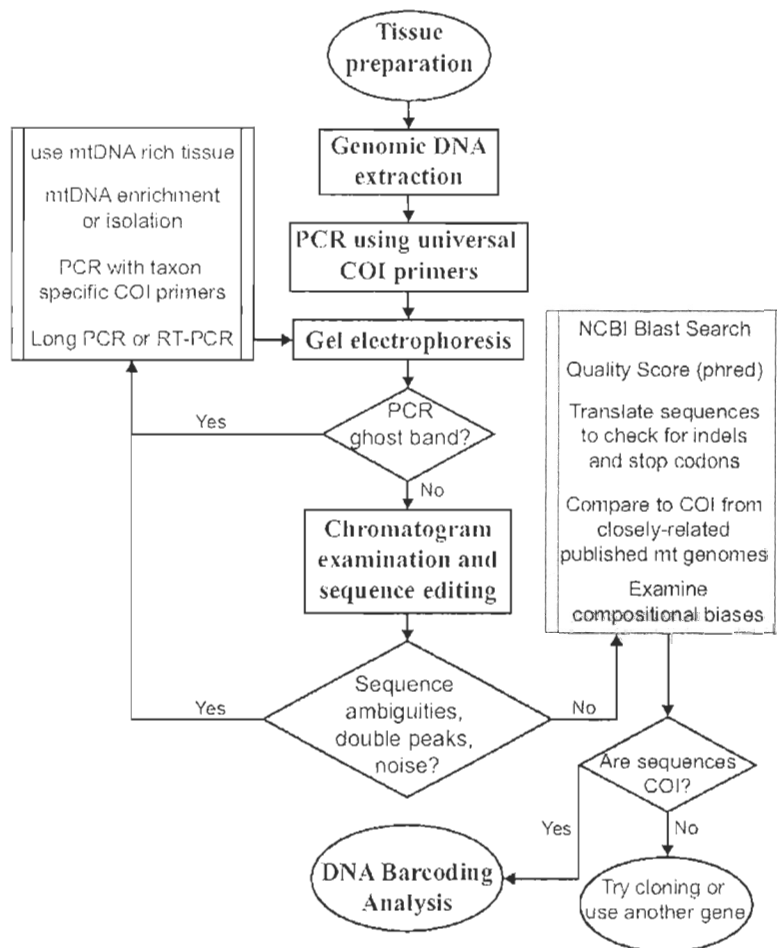 Tissue
preparation
Genomic DNA
extraction
PCR using universal
COI primers
use mtDNA rich tissue
mtDNA enrichment
or isolation
PCR with taxon
specific COI primers
Long PCR or RT-PCR
Gel electrophoresis
PCR
ghost band?
Yes
No
Chromatogram
examination and
sequence editing
Sequence
ambiguities,
double peaks,
noise?
Yes
No
NCBI Blast Search
Quality Score (phred)
Translate sequences
to check for indels
and stop codons
Compare to COI from
closely-related
published mt genomes
Examine
compositional biases
Are sequences
COI?
Yes
No
DNA Barcoding
Analysis
Try cloning or
use another gene